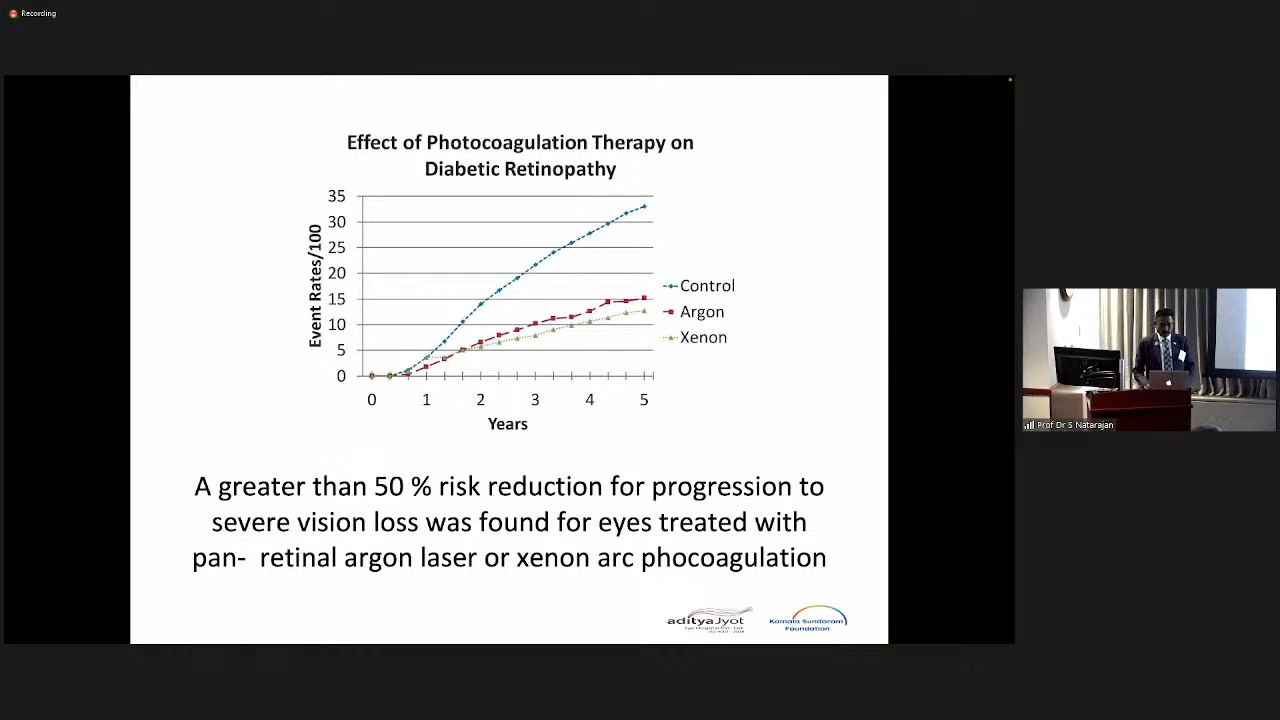 Recording
Effect of Photocoagulation Therapy on
Diabetic Retinopathy
35
30
25
20
15
10
5
0
Event Rates/100
0 1 2 3 4 5
Years
Control
Argon
Xenon
A greater than 50 % risk reduction for progression to
severe vision loss was found for eyes treated with
pan- retinal argon laser or xenon arc phocoagulation
adityaJyot
Kamala Sundaram
Foundation
Prof Dr S Natarajan